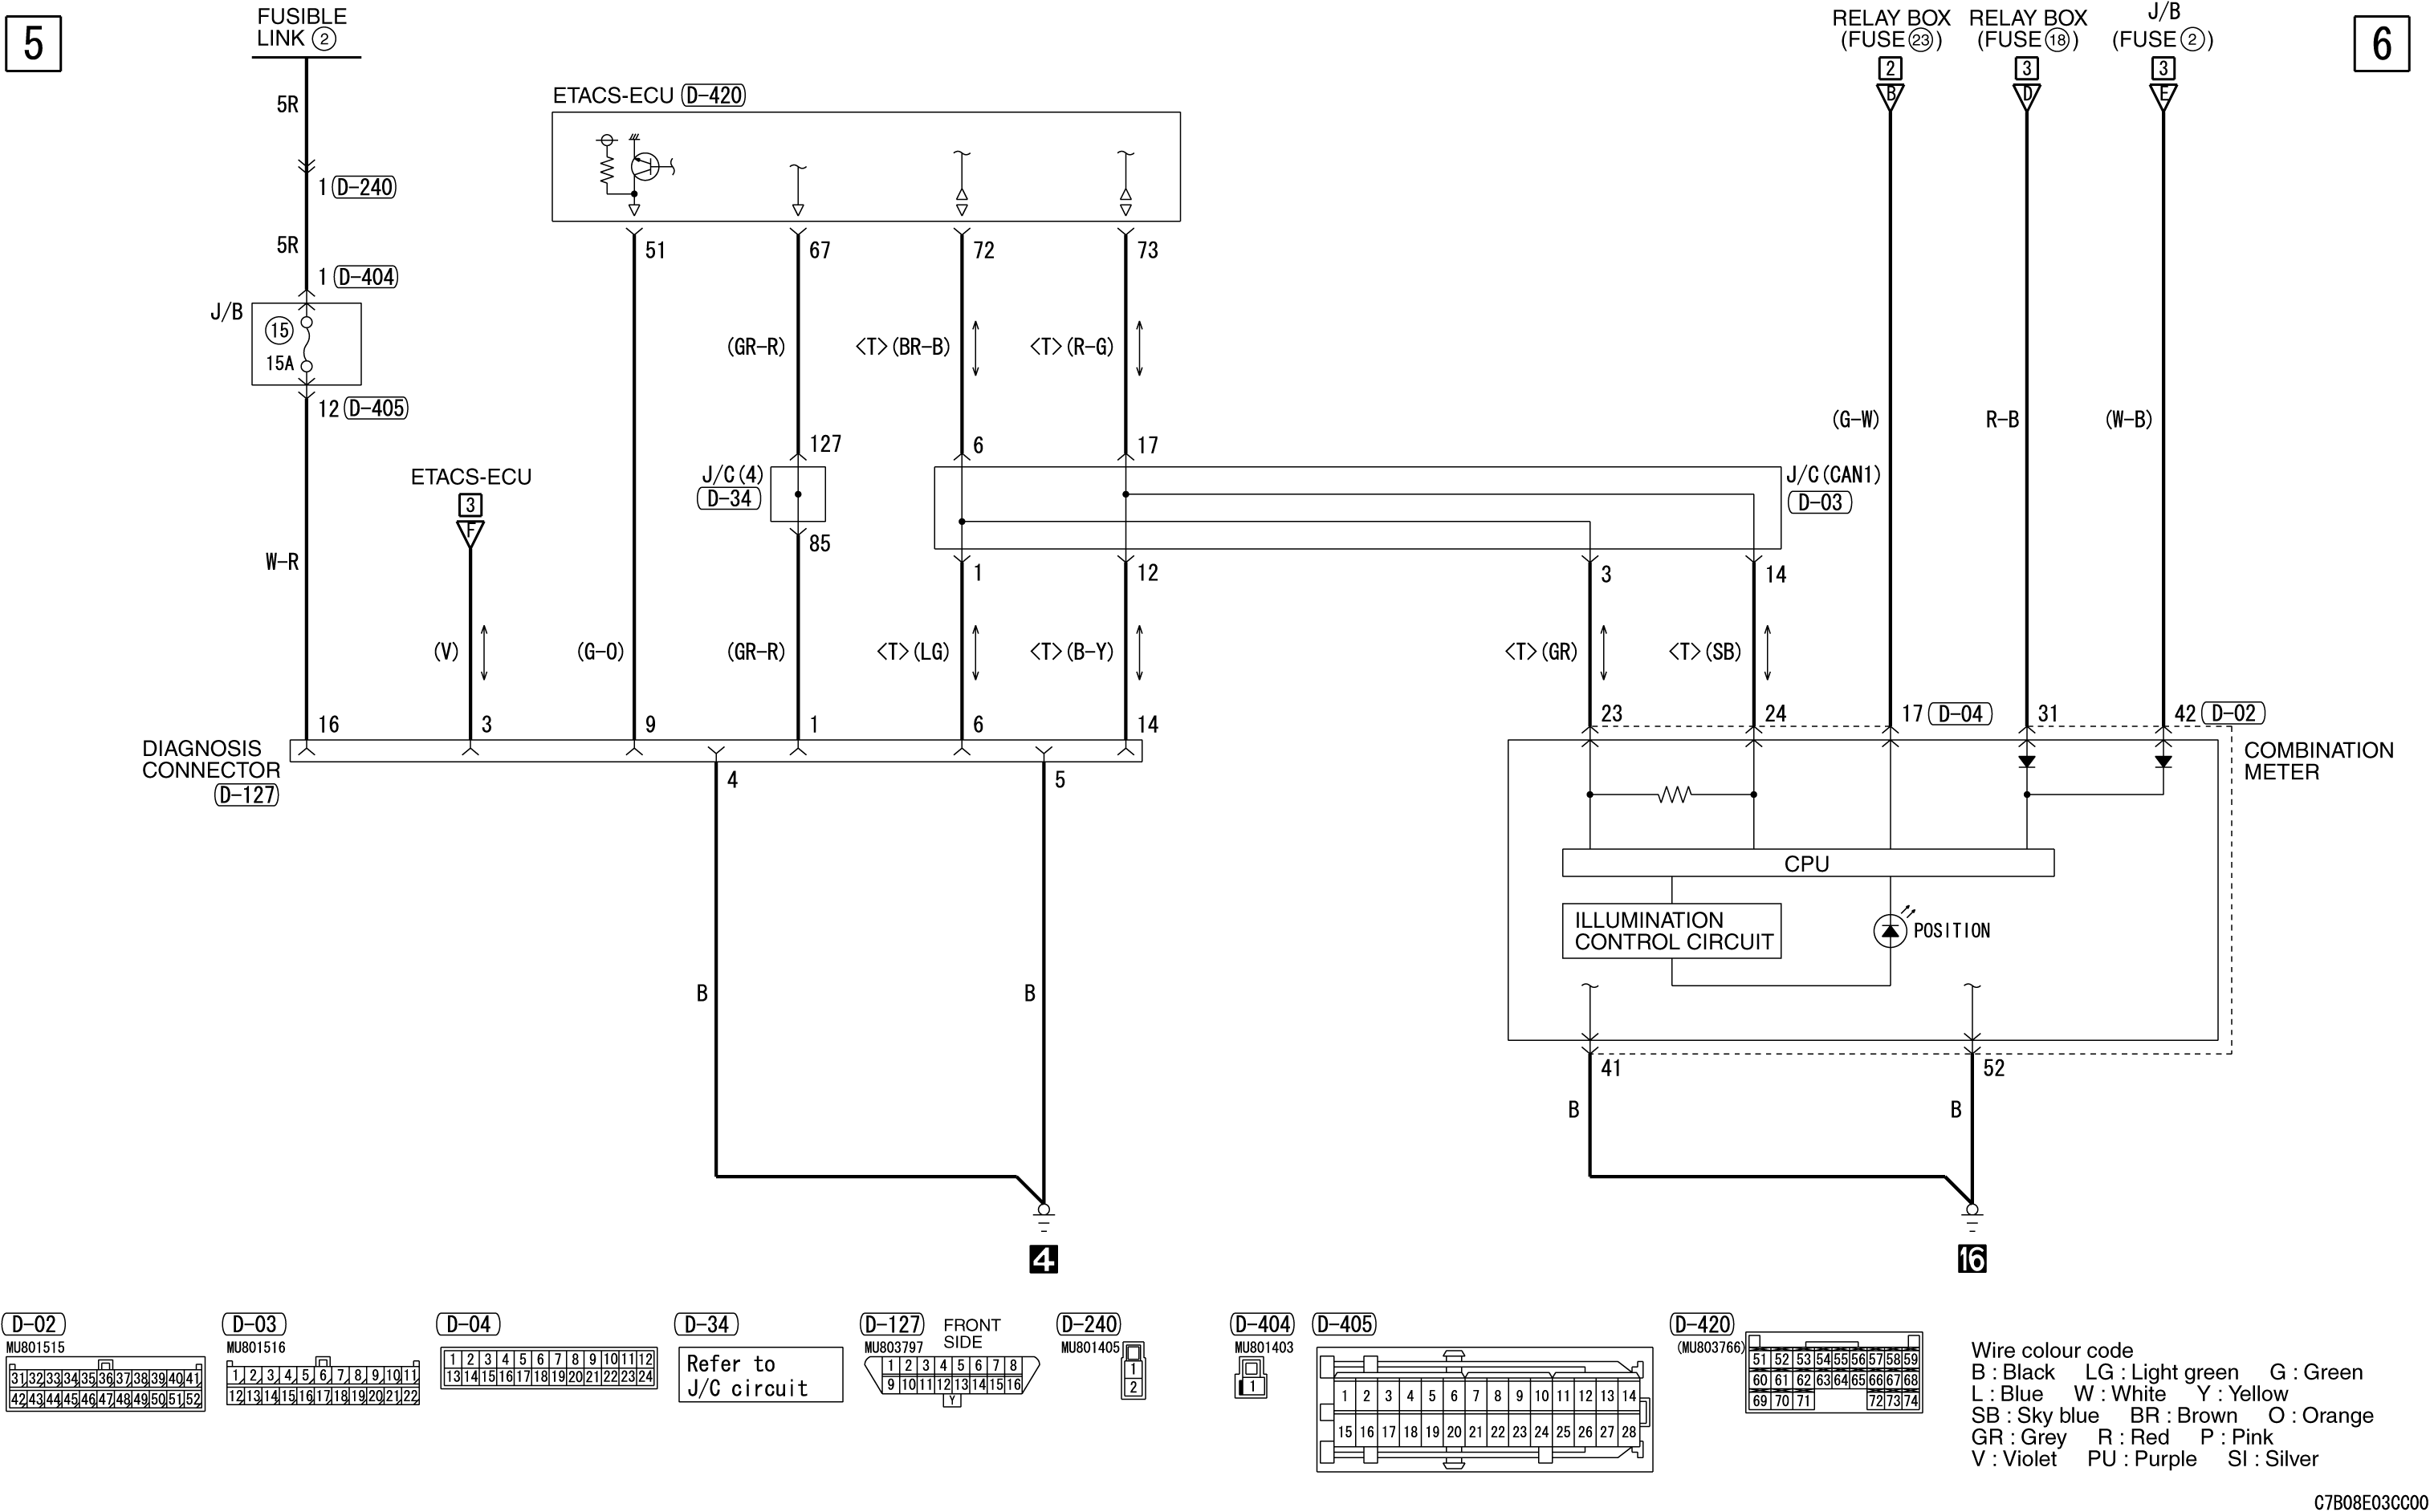 5
FUSIBLE
LINK ②
5R
1 D-240
5R
1 D-404
J/B
15
15A
12 D-405
W-R
ETACS-ECU
3
F
(V)
ETACS-ECU D-420
51
67
72
73
(GR-R)
<T>(BR-B)
<T>(R-G)
127
6
17
J/C(4)
D-34
J/C(CAN1)
D-03
85
1
12
3
14
(G-O)
(GR-R)
<T>(LG)
<T>(B-Y)
<T>(GR)
<T>(SB)
16
3
9
1
6
14
DIAGNOSIS
CONNECTOR
D-127
4
5
B
B
4
RELAY BOX
(FUSE㉓)
2
B
RELAY BOX
(FUSE⑱)
3
D
J/B
(FUSE②)
3
E
6
(G-W)
R-B
(W-B)
23
24
17 D-04
31
42 D-02
COMBINATION
METER
CPU
ILLUMINATION
CONTROL CIRCUIT
POSITION
41
52
B
B
16
D-02
MU801515
31 32 33 34 35 36 37 38 39 40 41
42 43 44 45 46 47 48 49 50 51 52
D-03
MU801516
1 2 3 4 5 6 7 8 9 10 11
12 13 14 15 16 17 18 19 20 21 22
D-04
1 2 3 4 5 6 7 8 9 10 11 12
13 14 15 16 17 18 19 20 21 22 23 24
D-34
Refer to
J/C circuit
D-127
MU803797
FRONT
SIDE
1 2 3 4 5 6 7 8
9 10 11 12 13 14 15 16
Y
D-240
MU801405
1
2
D-404
MU801403
1
D-405
1 2 3 4 5 6 7 8 9 10 11 12 13 14
15 16 17 18 19 20 21 22 23 24 25 26 27 28
D-420
(MU803766)
51 52 53 54 55 56 57 58 59
60 61 62 63 64 65 66 67 68
69 70 71 72 73 74
Wire colour code
B : Black LG : Light green G : Green
L : Blue W : White Y : Yellow
SB : Sky blue BR : Brown O : Orange
GR : Grey R : Red P : Pink
V : Violet PU : Purple SI : Silver
C7B08E03CC00